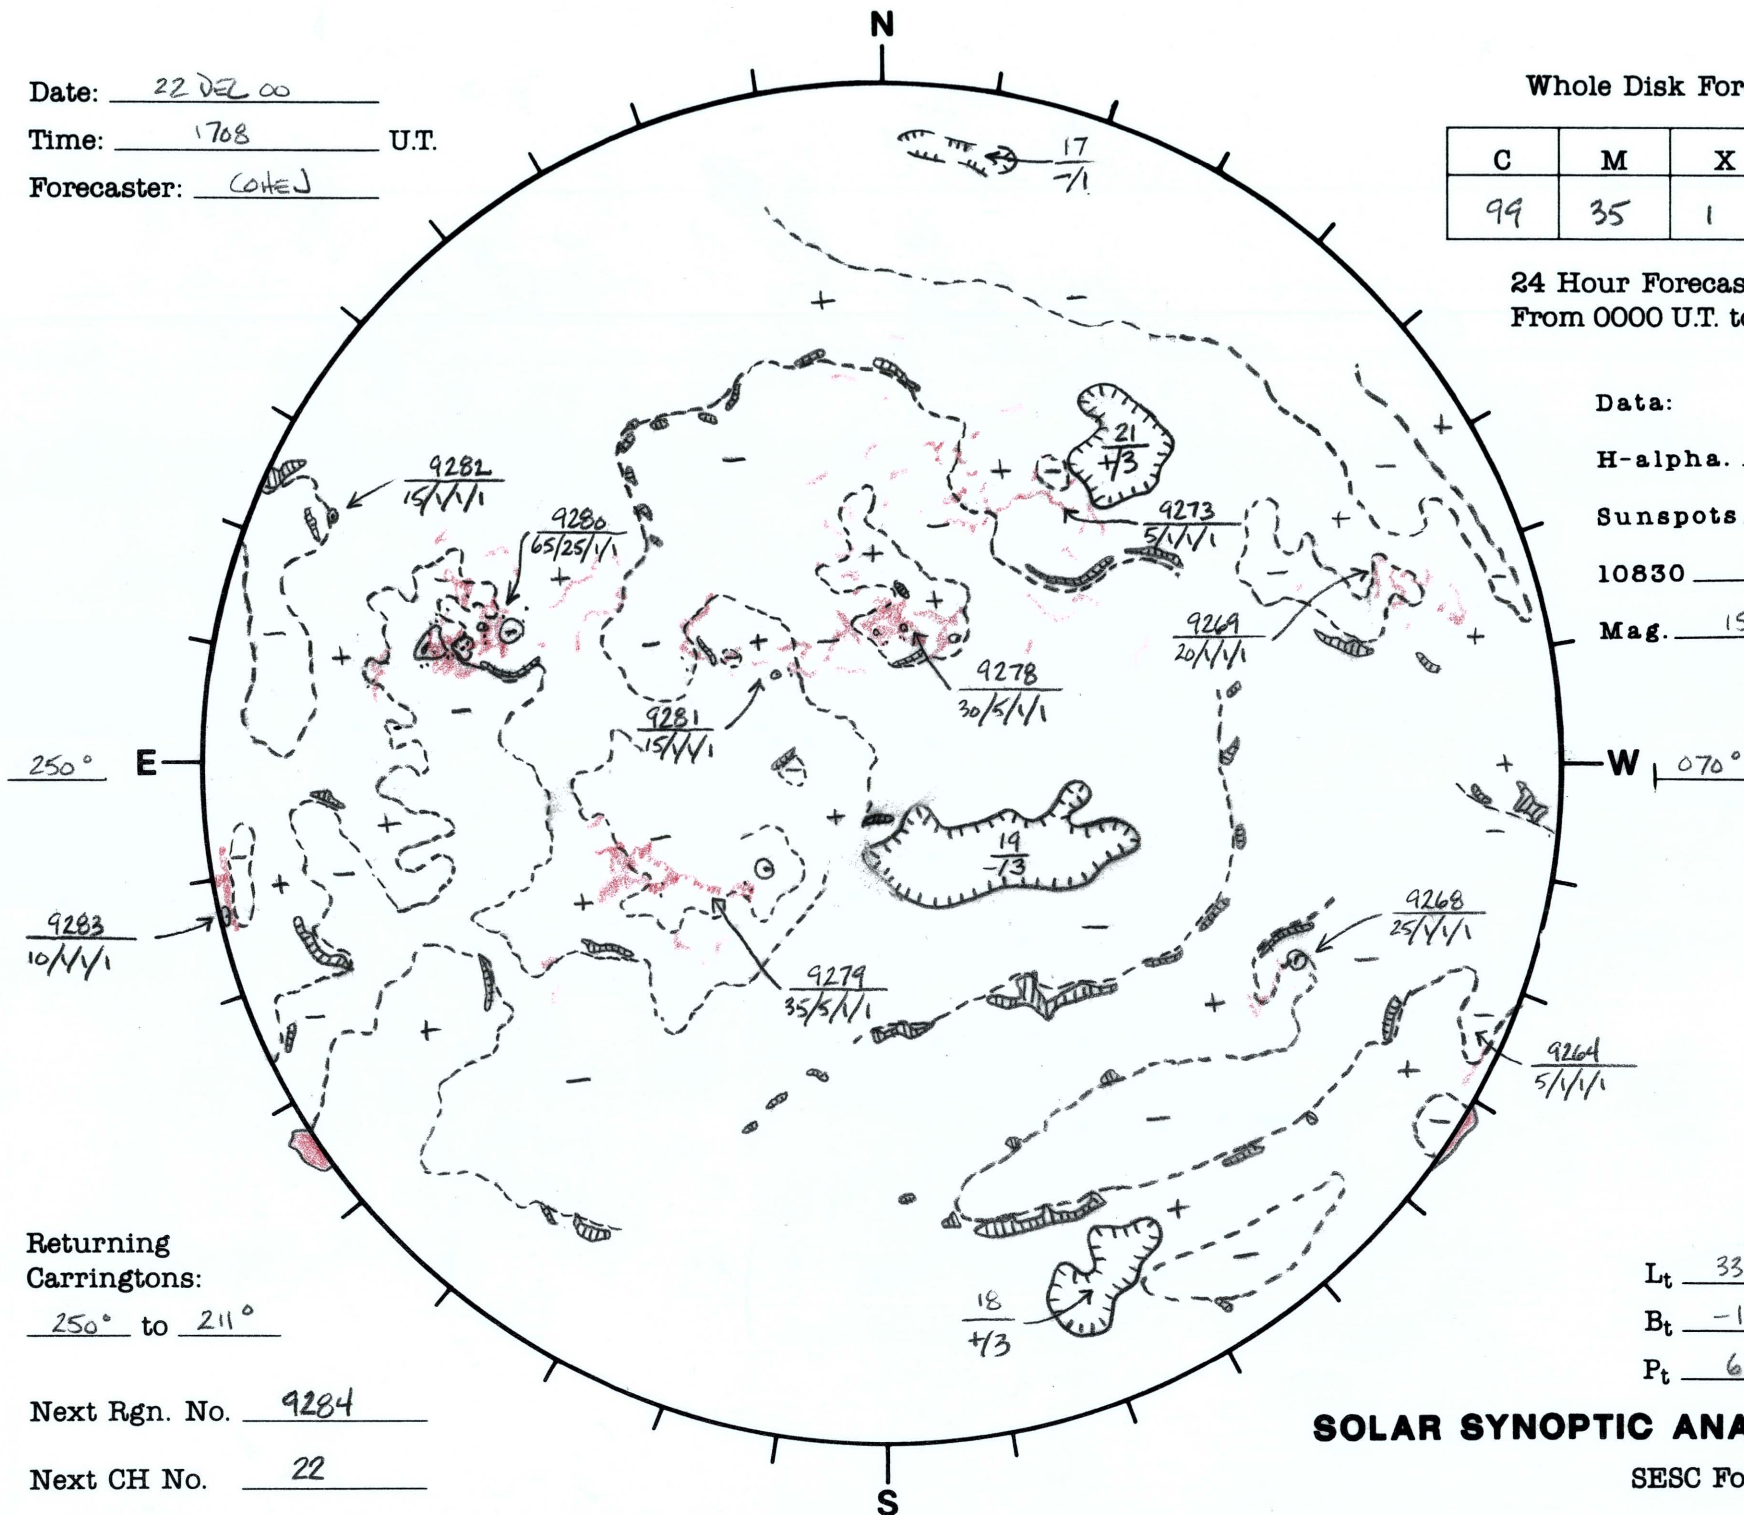 N
Date: 22 DEC 00
Time: 1708 U.T.
Forecaster: COHEN
Whole Disk For
C M X
99 35 1
24 Hour Forecas
From 0000 U.T. to
17
-/1
+
-
Data:
H-alpha.
Sunspots
10830
Mag. 15
21
+/3
9282
15/1/1/1
9280
65/25/1/1
9273
5/1/1/1
9269
20/1/1/1
9278
30/5/1/1
9281
15/1/1/1
250° E
W 070°
19
-/3
9283
10/1/1/1
9268
25/1/1/1
9279
35/5/1/1
9264
5/1/1/1
18
+/3
Returning
Carringtons:
250° to 211°
Lt 33
Bt -1
Pt 6
Next Rgn. No. 9284
Next CH No. 22
SOLAR SYNOPTIC ANA
SESC Fo
S